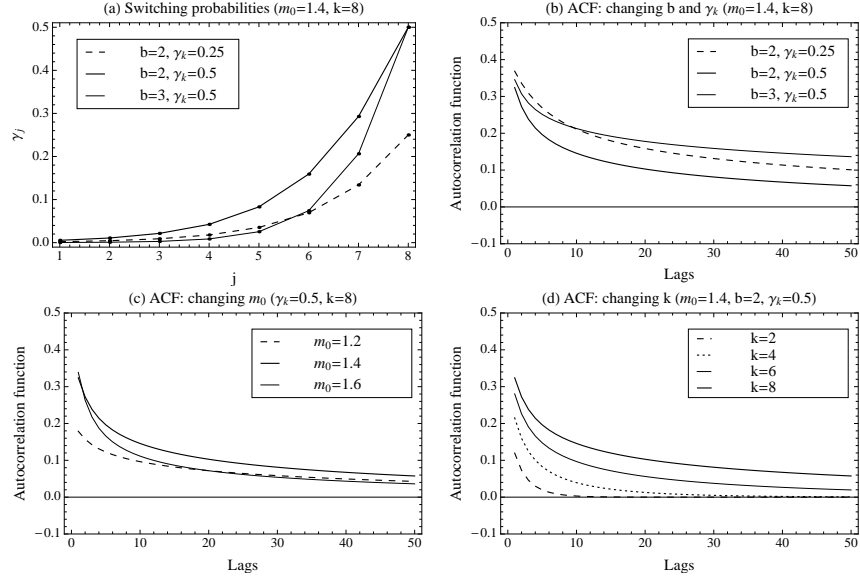 (a) Switching probabilities (m₀=1.4, k=8)
b=2, γₖ=0.25
b=2, γₖ=0.5
b=3, γₖ=0.5
γⱼ
0.5
0.4
0.3
0.2
0.1
0.0
1 2 3 4 5 6 7 8
j
(b) ACF: changing b and γₖ (m₀=1.4, k=8)
b=2, γₖ=0.25
b=2, γₖ=0.5
b=3, γₖ=0.5
Autocorrelation function
0.5
0.4
0.3
0.2
0.1
0.0
−0.1
0 10 20 30 40 50
Lags
(c) ACF: changing m₀ (γₖ=0.5, k=8)
m₀=1.2
m₀=1.4
m₀=1.6
Autocorrelation function
0.5
0.4
0.3
0.2
0.1
0.0
−0.1
0 10 20 30 40 50
Lags
(d) ACF: changing k (m₀=1.4, b=2, γₖ=0.5)
k=2
k=4
k=6
k=8
Autocorrelation function
0.5
0.4
0.3
0.2
0.1
0.0
−0.1
0 10 20 30 40 50
Lags